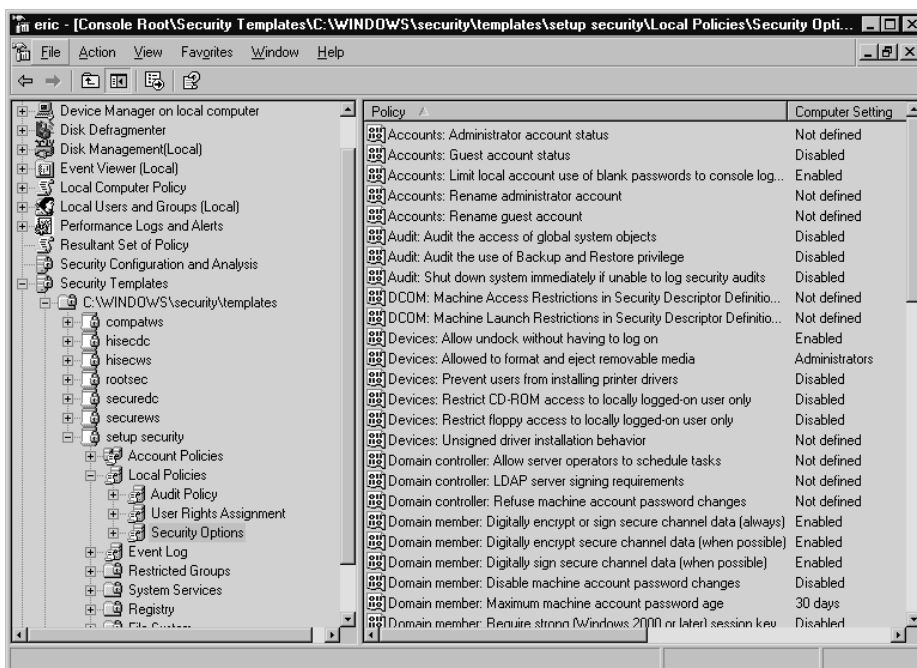 eric - [Console Root\Security Templates\C:\WINDOWS\security\templates\setup security\Local Policies\Security Opti...
File Action View Favorites Window Help
Device Manager on local computer
Disk Defragmenter
Disk Management(Local)
Event Viewer (Local)
Local Computer Policy
Local Users and Groups (Local)
Performance Logs and Alerts
Resultant Set of Policy
Security Configuration and Analysis
Security Templates
C:\WINDOWS\security\templates
compatws
hisecdc
hisecws
rootsec
securedc
securews
setup security
Account Policies
Local Policies
Audit Policy
User Rights Assignment
Security Options
Event Log
Restricted Groups
System Services
Registry
File System
Policy Computer Setting
Accounts: Administrator account status Not defined
Accounts: Guest account status Disabled
Accounts: Limit local account use of blank passwords to console log... Enabled
Accounts: Rename administrator account Not defined
Accounts: Rename guest account Not defined
Audit: Audit the access of global system objects Disabled
Audit: Audit the use of Backup and Restore privilege Disabled
Audit: Shut down system immediately if unable to log security audits Disabled
DCOM: Machine Access Restrictions in Security Descriptor Definitio... Not defined
DCOM: Machine Launch Restrictions in Security Descriptor Definitio... Not defined
Devices: Allow undock without having to log on Enabled
Devices: Allowed to format and eject removable media Administrators
Devices: Prevent users from installing printer drivers Disabled
Devices: Restrict CD-ROM access to locally logged-on user only Disabled
Devices: Restrict floppy access to locally logged-on user only Disabled
Devices: Unsigned driver installation behavior Not defined
Domain controller: Allow server operators to schedule tasks Not defined
Domain controller: LDAP server signing requirements Not defined
Domain controller: Refuse machine account password changes Not defined
Domain member: Digitally encrypt or sign secure channel data (always) Enabled
Domain member: Digitally encrypt secure channel data (when possible) Enabled
Domain member: Digitally sign secure channel data (when possible) Enabled
Domain member: Disable machine account password changes Disabled
Domain member: Maximum machine account password age 30 days
Domain member: Require strong (Windows 2000 or later) session key Disabled